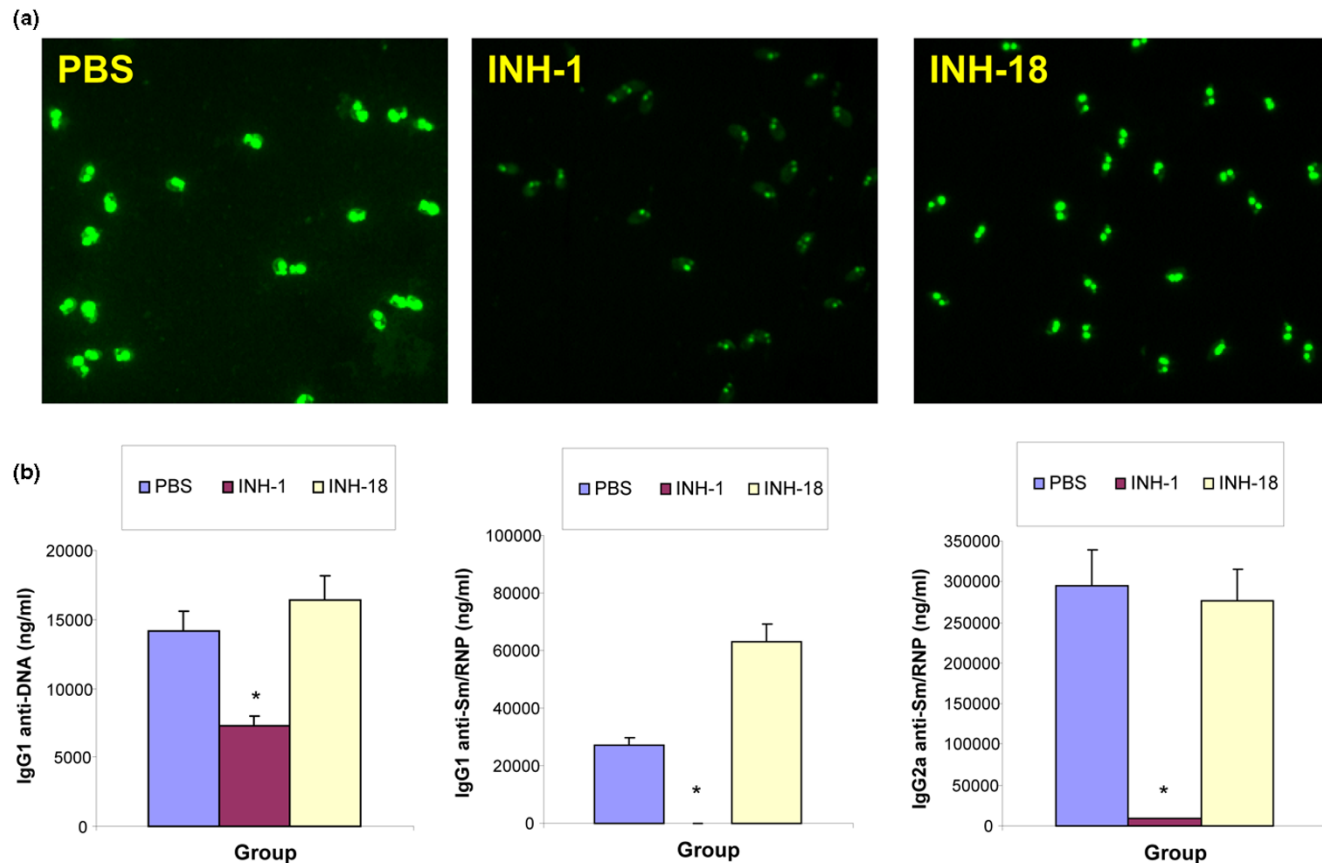 (a)
PBS
INH-1
INH-18
(b)
PBS INH-1 INH-18
IgG1 anti-DNA (ng/ml)
20000
15000
10000
5000
0
*
Group
PBS INH-1 INH-18
IgG1 anti-Sm/RNP (ng/ml)
100000
80000
60000
40000
20000
0
*
Group
PBS INH-1 INH-18
IgG2a anti-Sm/RNP (ng/ml)
350000
300000
250000
200000
150000
100000
50000
0
*
Group